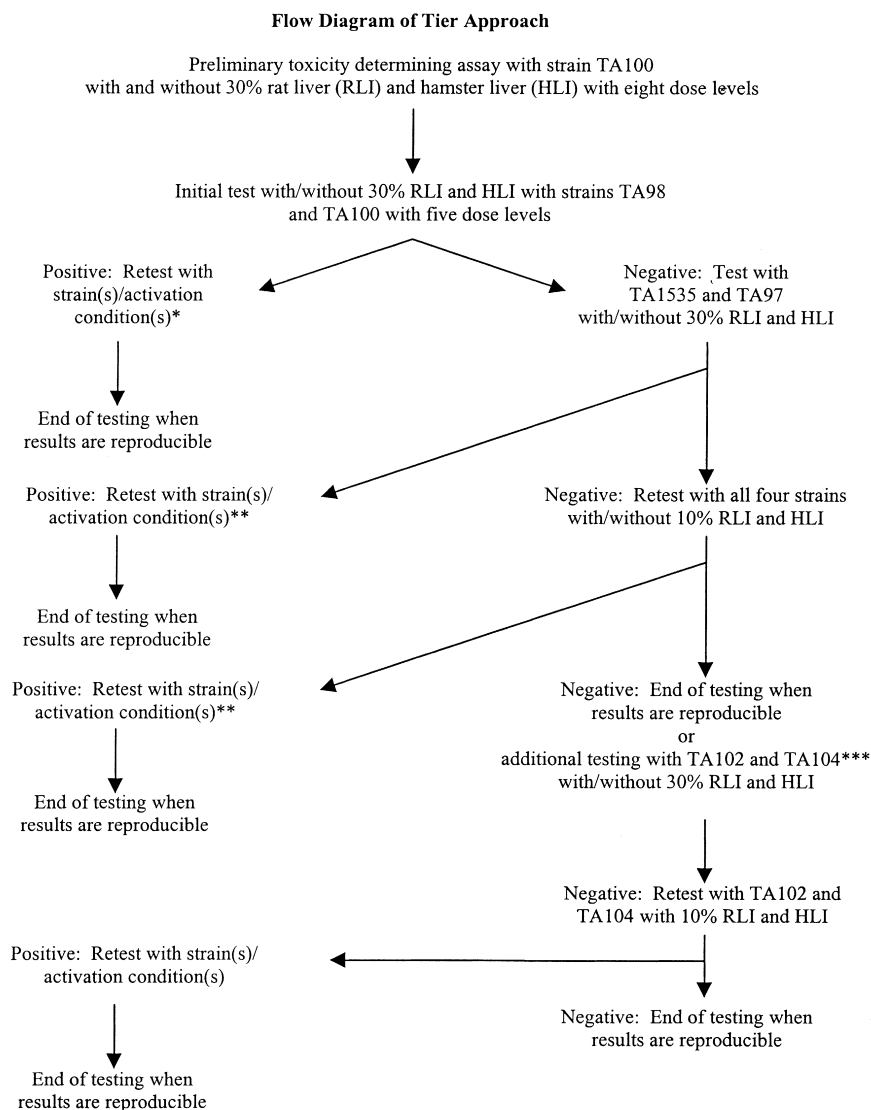 Flow Diagram of Tier Approach
Preliminary toxicity determining assay with strain TA100
with and without 30% rat liver (RLI) and hamster liver (HLI) with eight dose levels
Initial test with/without 30% RLI and HLI with strains TA98
and TA100 with five dose levels
Positive: Retest with
strain(s)/activation
condition(s)*
Negative: Test with
TA1535 and TA97
with/without 30% RLI and HLI
End of testing when
results are reproducible
Positive: Retest with strain(s)/
activation condition(s)**
Negative: Retest with all four strains
with/without 10% RLI and HLI
End of testing when
results are reproducible
Positive: Retest with strain(s)/
activation condition(s)**
Negative: End of testing when
results are reproducible
or
additional testing with TA102 and TA104***
with/without 30% RLI and HLI
End of testing when
results are reproducible
Negative: Retest with TA102 and
TA104 with 10% RLI and HLI
Positive: Retest with strain(s)/
activation condition(s)
Negative: End of testing when
results are reproducible
End of testing when
results are reproducible